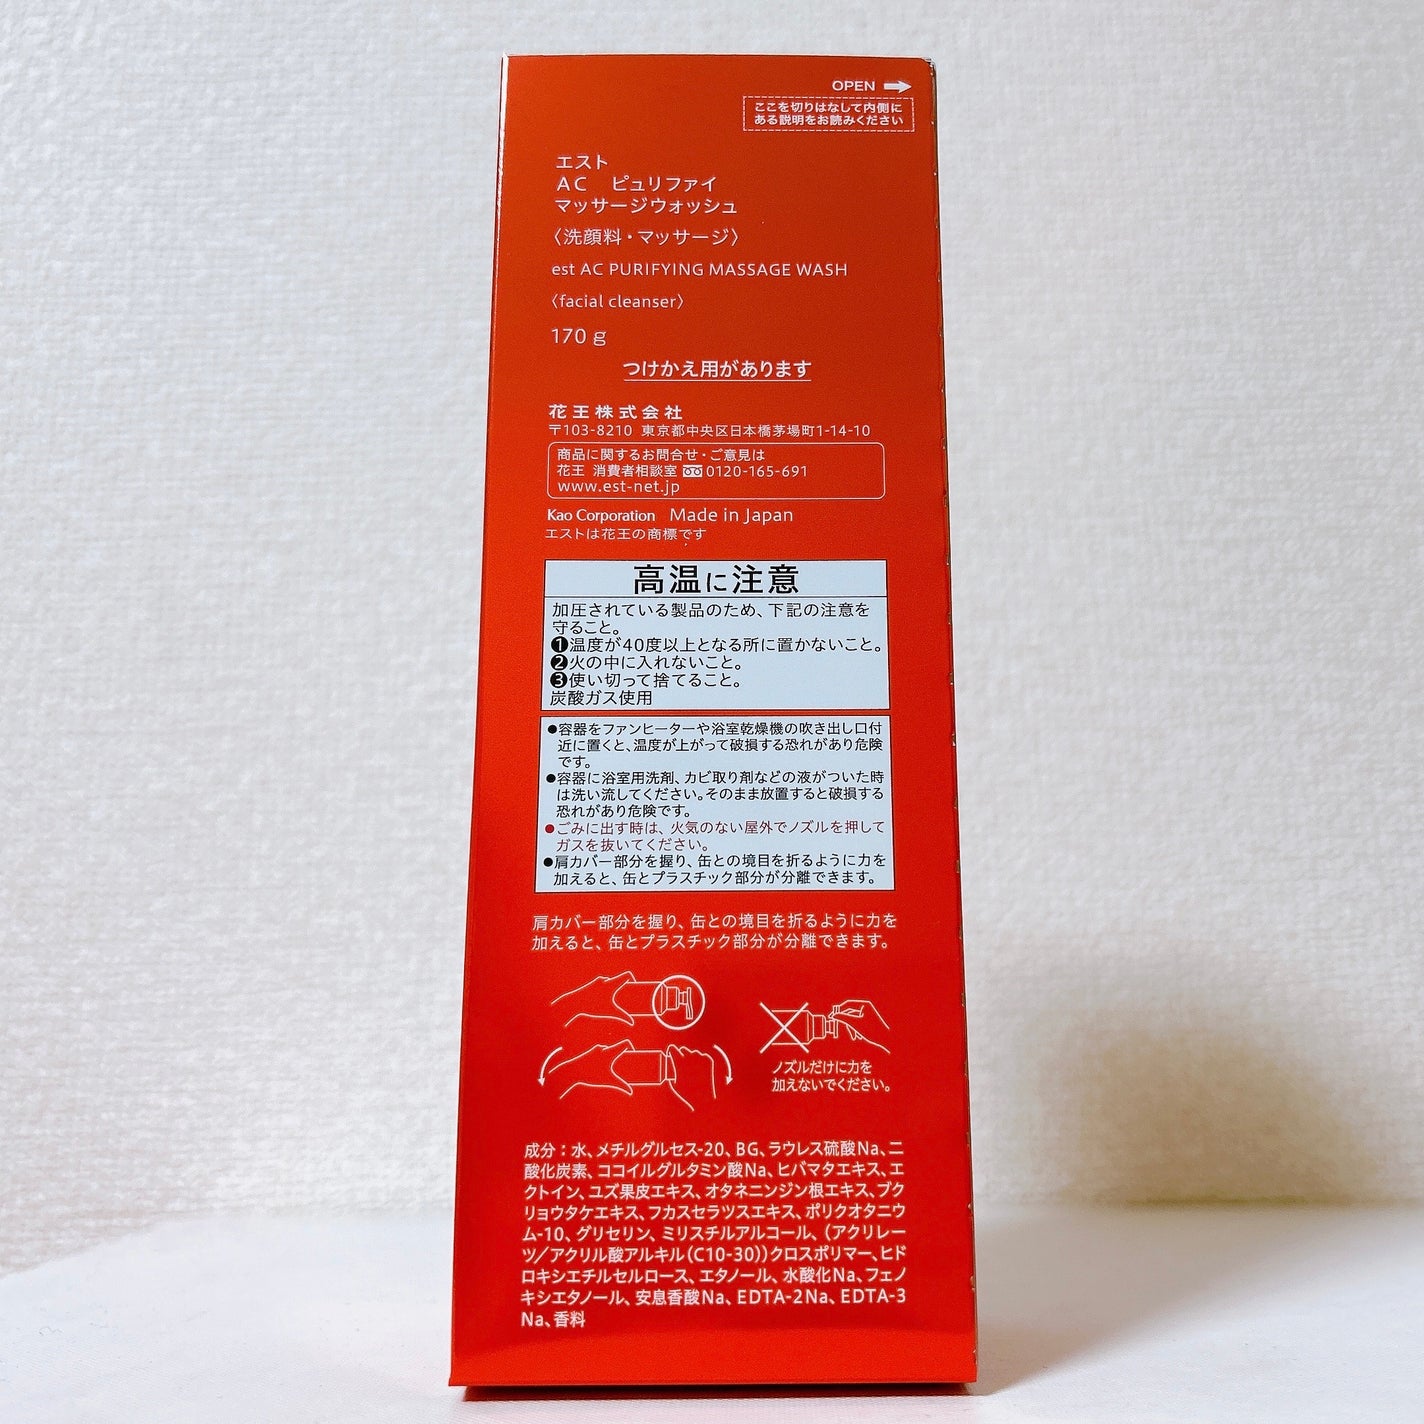 OPEN
ここを切りはなして内側に
ある説明をお読みください
エスト
AC ピュリファイ
マッサージウォッシュ
〈洗顔料・マッサージ〉
est AC PURIFYING MASSAGE WASH
〈facial cleanser〉
170 g
つけかえ用があります
花王株式会社
〒103-8210 東京都中央区日本橋茅場町1-14-10
商品に関するお問合せ・ご意見は
花王 消費者相談室 0120-165-691
www.est-net.jp
Kao Corporation Made in Japan
エストは花王の商標です
高温に注意
加圧されている製品のため、下記の注意を
守ること。
❶温度が40度以上となる所に置かないこと。
❷火の中に入れないこと。
❸使い切って捨てること。
炭酸ガス使用
●容器をファンヒーターや浴室乾燥機の吹き出し口付
近に置くと、温度が上がって破損する恐れがあり危険
です。
●容器に浴室用洗剤、カビ取り剤などの液がついた時
は洗い流してください。そのまま放置すると破損する
恐れがあり危険です。
●ごみに出す時は、火気のない屋外でノズルを押して
ガスを抜いてください。
●肩カバー部分を握り、缶との境目を折るように力を
加えると、缶とプラスチック部分が分離できます。
肩カバー部分を握り、缶との境目を折るように力を
加えると、缶とプラスチック部分が分離できます。
ノズルだけに力を
加えないでください。
成分：水、メチルグルセス-20、BG、ラウレス硫酸Na、二
酸化炭素、ココイルグルタミン酸Na、ヒバマタエキス、エ
クトイン、ユズ果皮エキス、オタネニンジン根エキス、ブク
リョウタケエキス、フカスセラツスエキス、ポリクオタニウ
ム-10、グリセリン、ミリスチルアルコール、（アクリレー
ツ/アクリル酸アルキル（C10-30））クロスポリマー、ヒド
ロキシエチルセルロース、エタノール、水酸化Na、フェノ
キシエタノール、安息香酸Na、EDTA-2Na、EDTA-3
Na、香料